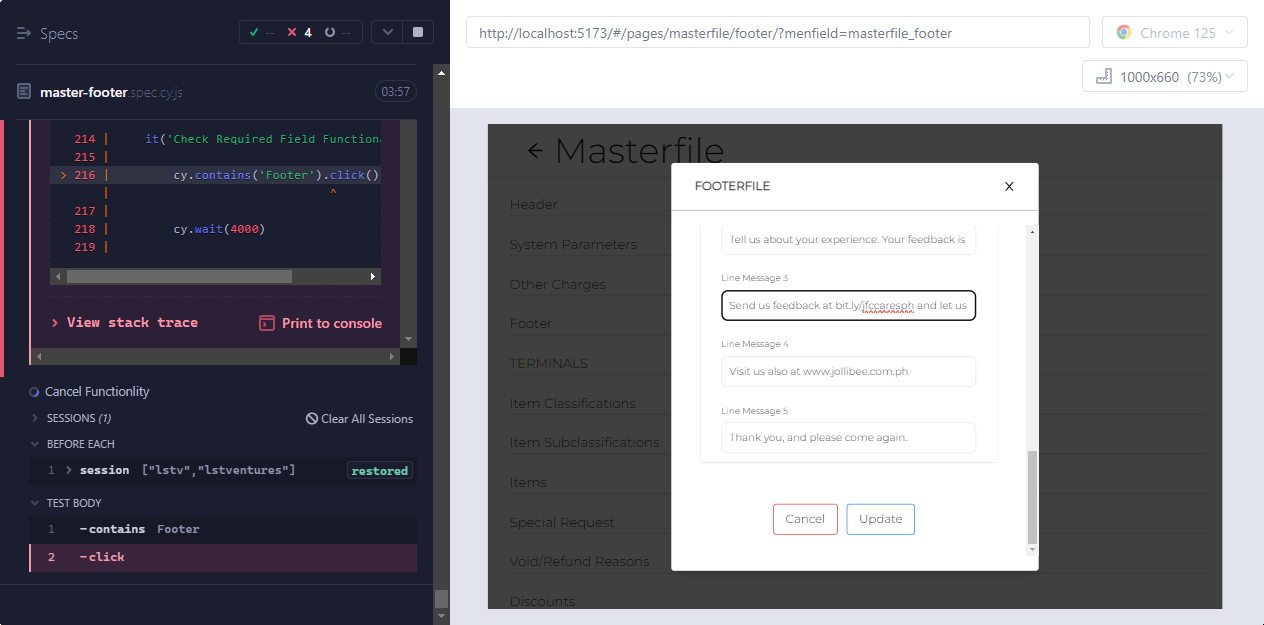 Specs
--
4
--
master-footer.spec.cy.js
03:57
214 | it('Check Required Field Function
215 |
> 216 | cy.contains('Footer').click()
| ^
217 |
218 | cy.wait(4000)
219 |
> View stack trace
Print to console
Cancel Functionlity
SESSIONS (1)
Clear All Sessions
BEFORE EACH
1 > session ["lstv","lstventures"] restored
TEST BODY
1 -contains Footer
2 -click
http://localhost:5173/#/pages/masterfile/footer/?menfield=masterfile_footer
Chrome 125
1000x660 (73%)
Masterfile
Header
System Parameters
Other Charges
Footer
TERMINALS
Item Classifications
Item Subclassifications
Items
Special Request
Void/Refund Reasons
Discounts
FOOTERFILE
X
Tell us about your experience. Your feedback is
Line Message 3
Send us feedback at bit.ly/jfccaresph and let us
Line Message 4
Visit us also at www.jollibee.com.ph
Line Message 5
Thank you, and please come again.
Cancel
Update